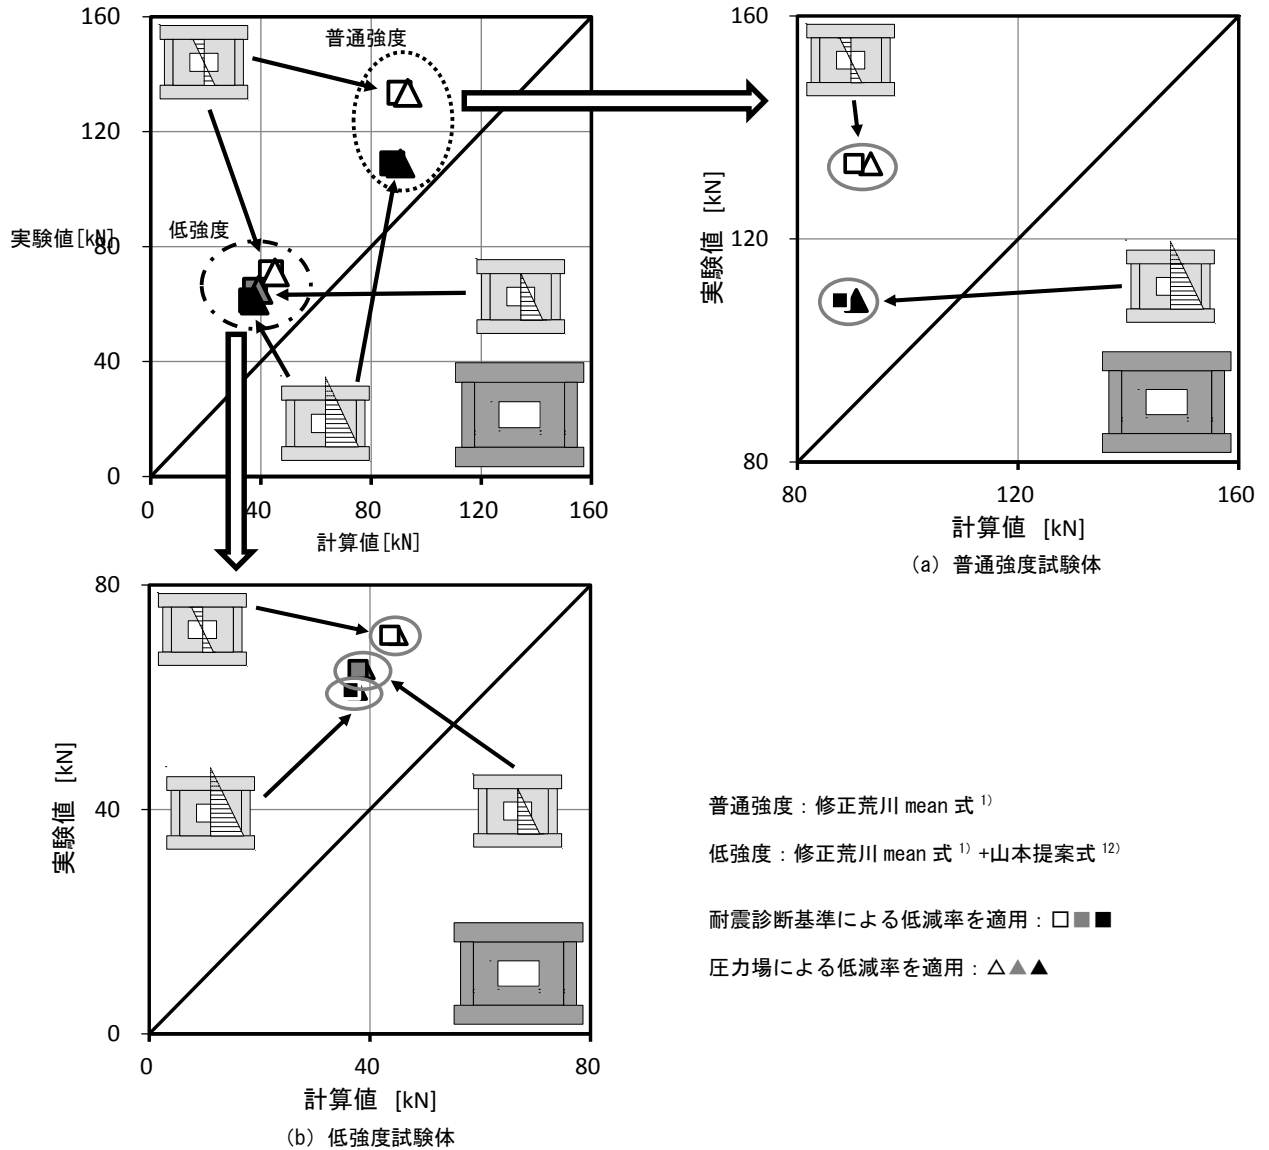 160
120
80
40
0
実験値[kN]
普通強度
低強度
0
40
80
120
160
計算値[kN]
160
120
80
実験値 [kN]
80
120
160
計算値 [kN]
(a) 普通強度試験体
80
40
0
実験値 [kN]
0
40
80
計算値 [kN]
(b) 低強度試験体
普通強度：修正荒川 mean 式 1)
低強度：修正荒川 mean 式 1) +山本提案式 12)
耐震診断基準による低減率を適用：□■■
圧力場による低減率を適用：△▲▲